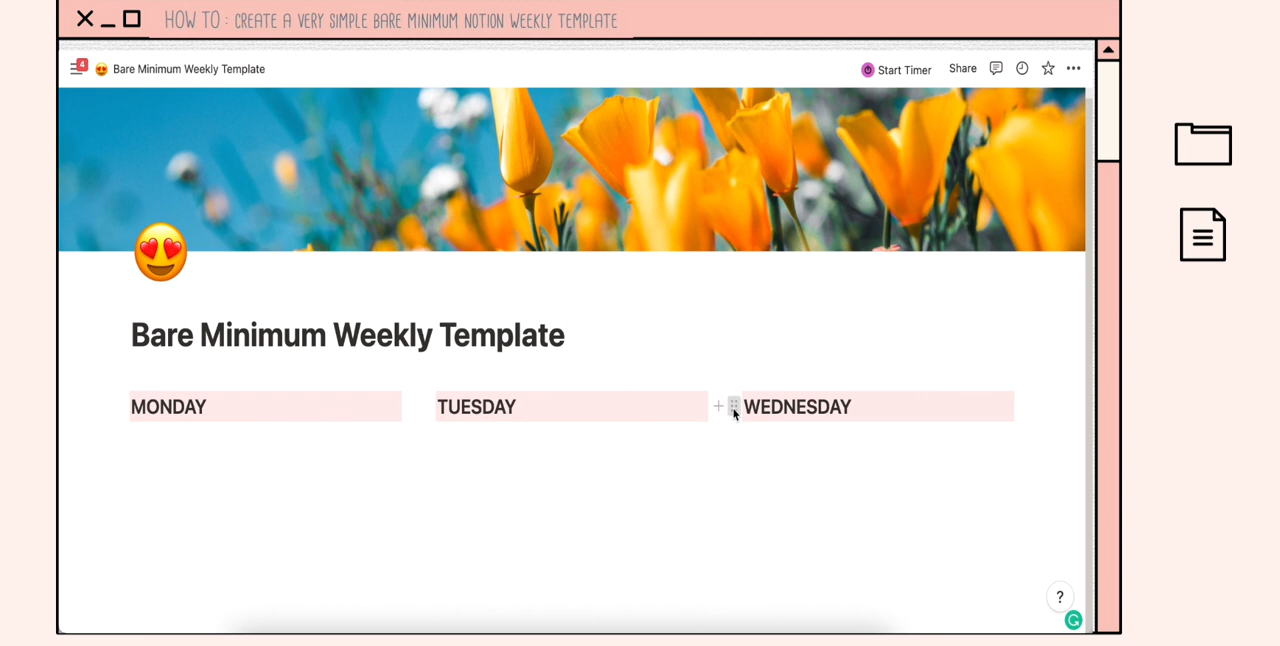 HOW TO : CREATE A VERY SIMPLE BARE MINIMUM NOTION WEEKLY TEMPLATE
4
Bare Minimum Weekly Template
Start Timer
Share
Bare Minimum Weekly Template
MONDAY
TUESDAY
WEDNESDAY
?